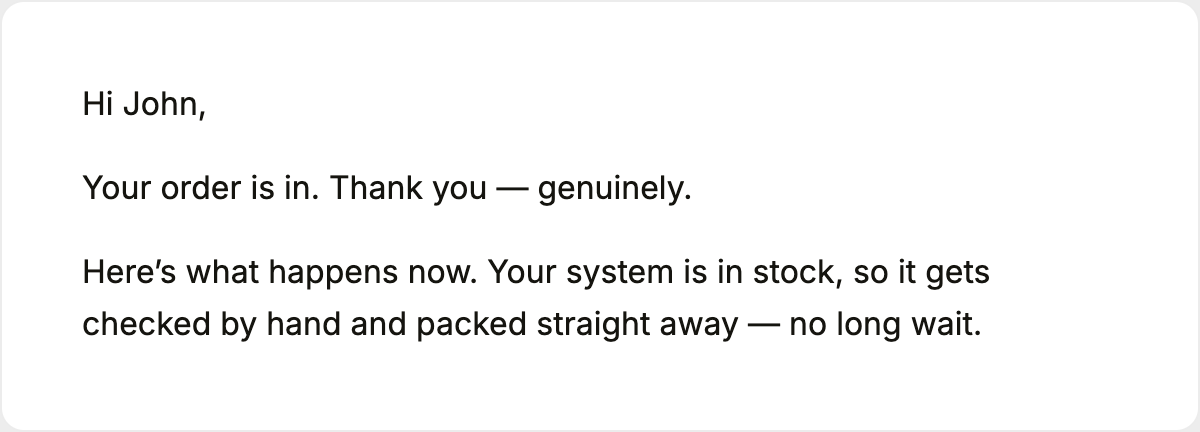 Hi John,
Your order is in. Thank you — genuinely.
Here’s what happens now. Your system is in stock, so it gets
checked by hand and packed straight away — no long wait.